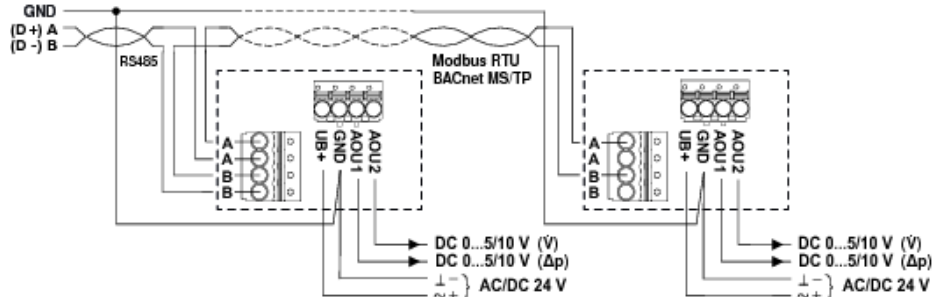 GND
(D+) A
(D-) B
RS485
Modbus RTU
BACnet MS/TP
A
A
B
B
UB+
GND
AOU1
AOU2
A
A
B
B
UB+
GND
AOU1
AOU2
DC 0...5/10 V (V̇)
DC 0...5/10 V (Δp)
⊥ -
≂ +
AC/DC 24 V
DC 0...5/10 V (V̇)
DC 0...5/10 V (Δp)
⊥ -
≂ +
AC/DC 24 V